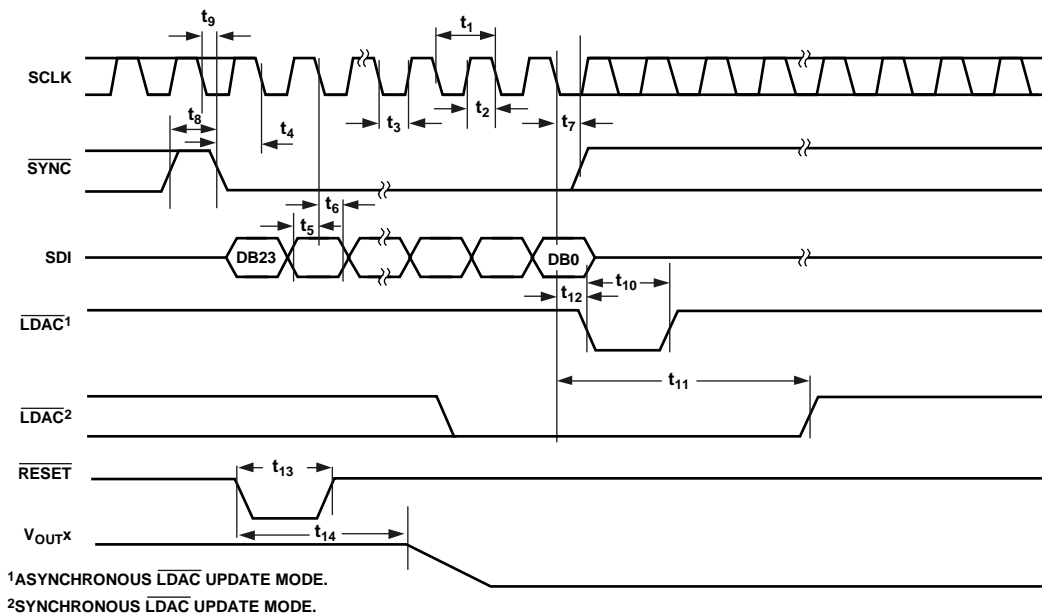 t9
t1
SCLK
t8
t4
t3
t2
t7
SYNC
t6
t5
SDI
DB23
DB0
t10
t12
LDAC1
t11
LDAC2
RESET
t13
t14
VOUTX
1ASYNCHRONOUS LDAC UPDATE MODE.
2SYNCHRONOUS LDAC UPDATE MODE.